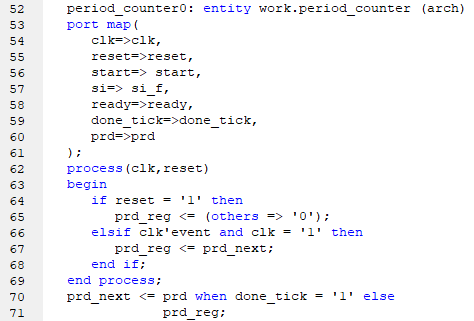 52 period_counter0: entity work.period_counter (arch)
53 port map(
54 clk=>clk,
55 reset=>reset,
56 start=> start,
57 si=> si_f,
58 ready=>ready,
59 done_tick=>done_tick,
60 prd=>prd
61 );
62 process(clk,reset)
63 begin
64 if reset = '1' then
65 prd_reg <= (others => '0');
66 elsif clk'event and clk = '1' then
67 prd_reg <= prd_next;
68 end if;
69 end process;
70 prd_next <= prd when done_tick = '1' else
71 prd_reg;